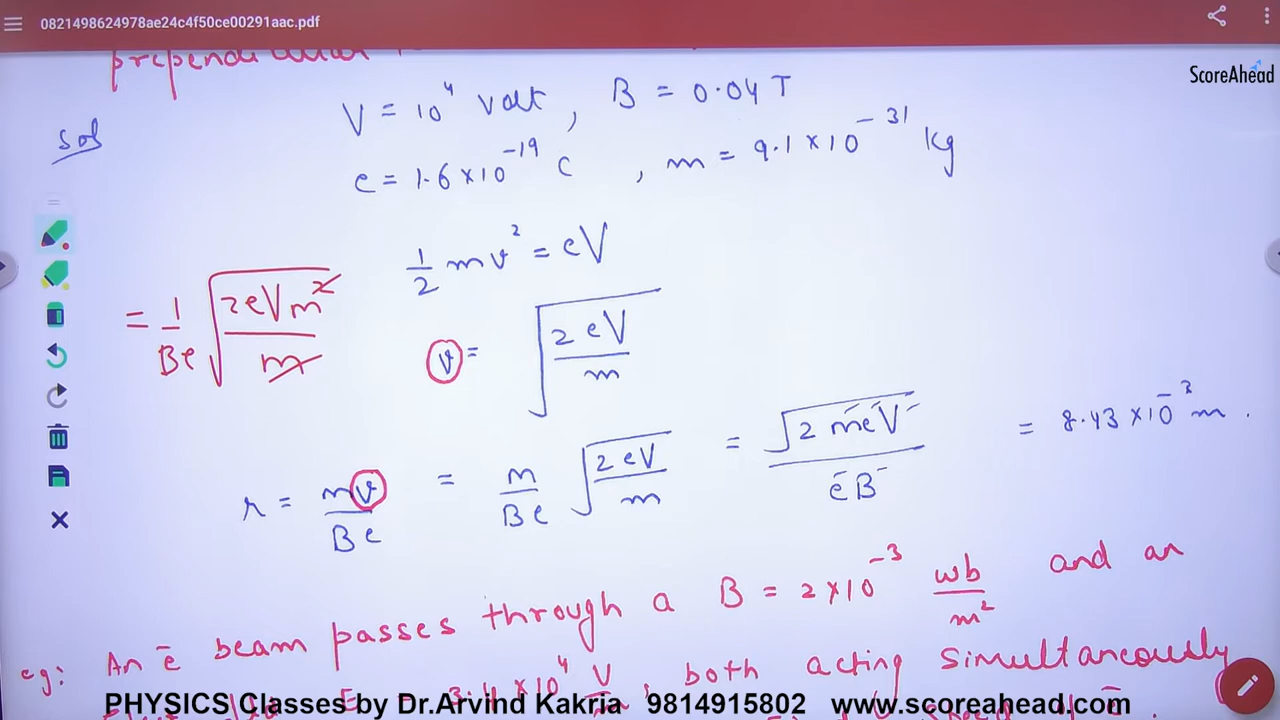 0821498624978ae24c4f50ce00291aac.pdf
ScoreAhead
V = 10⁴ Volt , B = 0.04 T
Sol
e = 1.6×10⁻¹⁹ C , m = 9.1×10⁻³¹ Kg
½ mv² = eV
v = √(2eV/m)
= 1/Be √(2eVm²/m)
r = mv/Be = m/Be √(2eV/m) = √(2meV)/eB = 8.43×10⁻³ m .
eg: An e̅ beam passes through a B = 2×10⁻³ wb/m² and an
both acting simultaneously
PHYSICS Classes by Dr.Arvind Kakria 9814915802 www.scoreahead.com